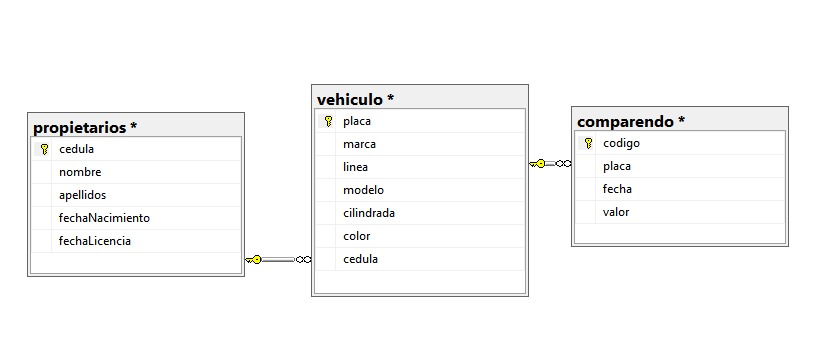 propietarios *
cedula
nombre
apellidos
fechaNacimiento
fechaLicencia
vehiculo *
placa
marca
linea
modelo
cilindrada
color
cedula
comparendo *
codigo
placa
fecha
valor